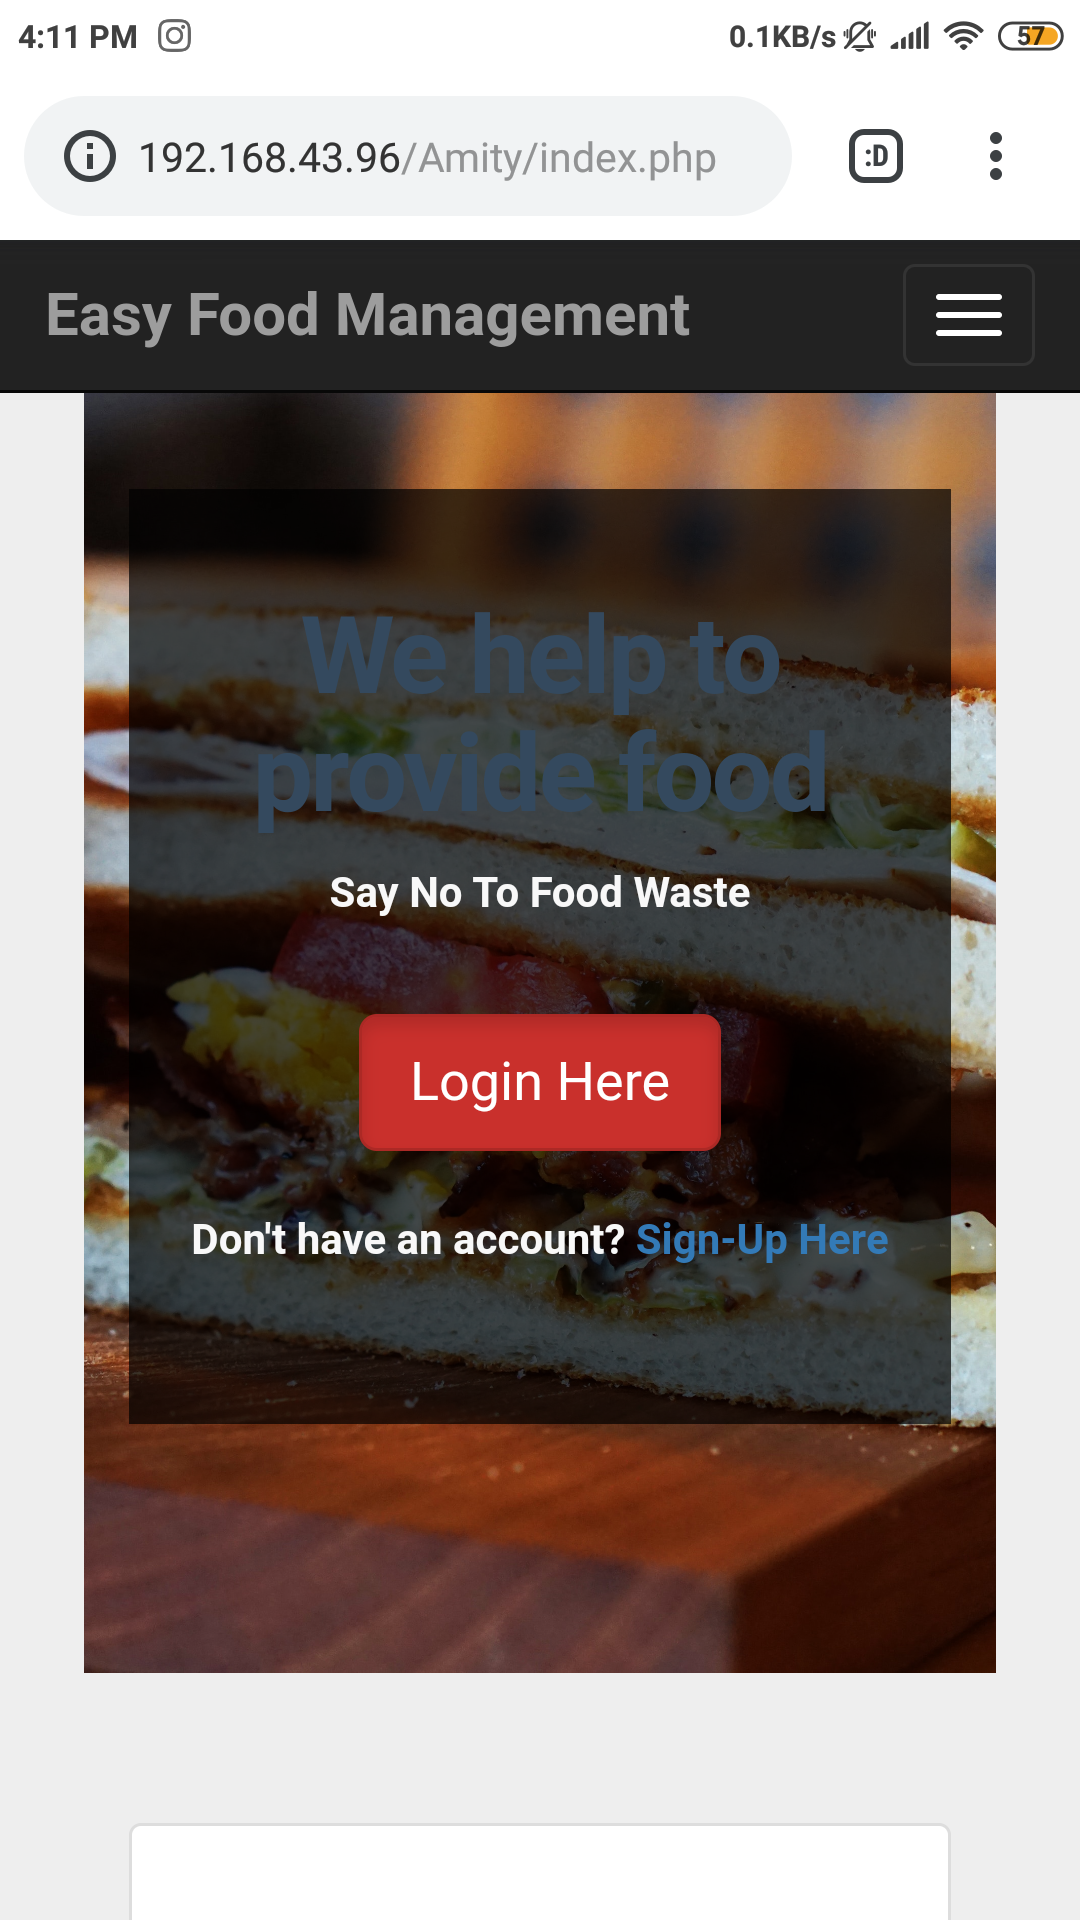 4:11 PM 0.1KB/s 57
192.168.43.96/Amity/index.php :D
Easy Food Management
We help to
provide food
Say No To Food Waste
Login Here
Don't have an account? Sign-Up Here